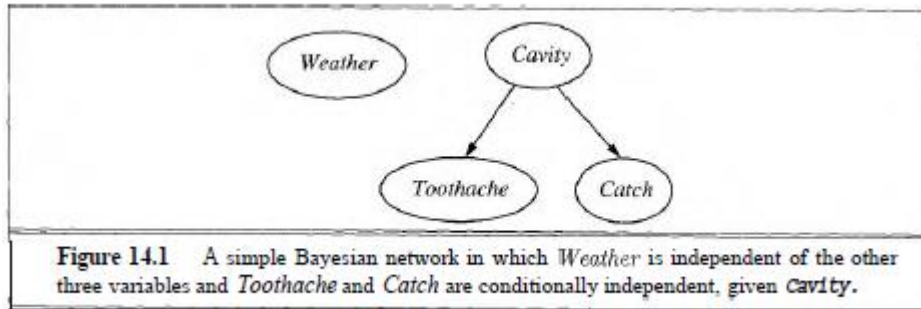 Weather
Cavity
Toothache
Catch
Figure 14.1 A simple Bayesian network in which Weather is independent of the other
three variables and Toothache and Catch are conditionally independent, given Cavity.